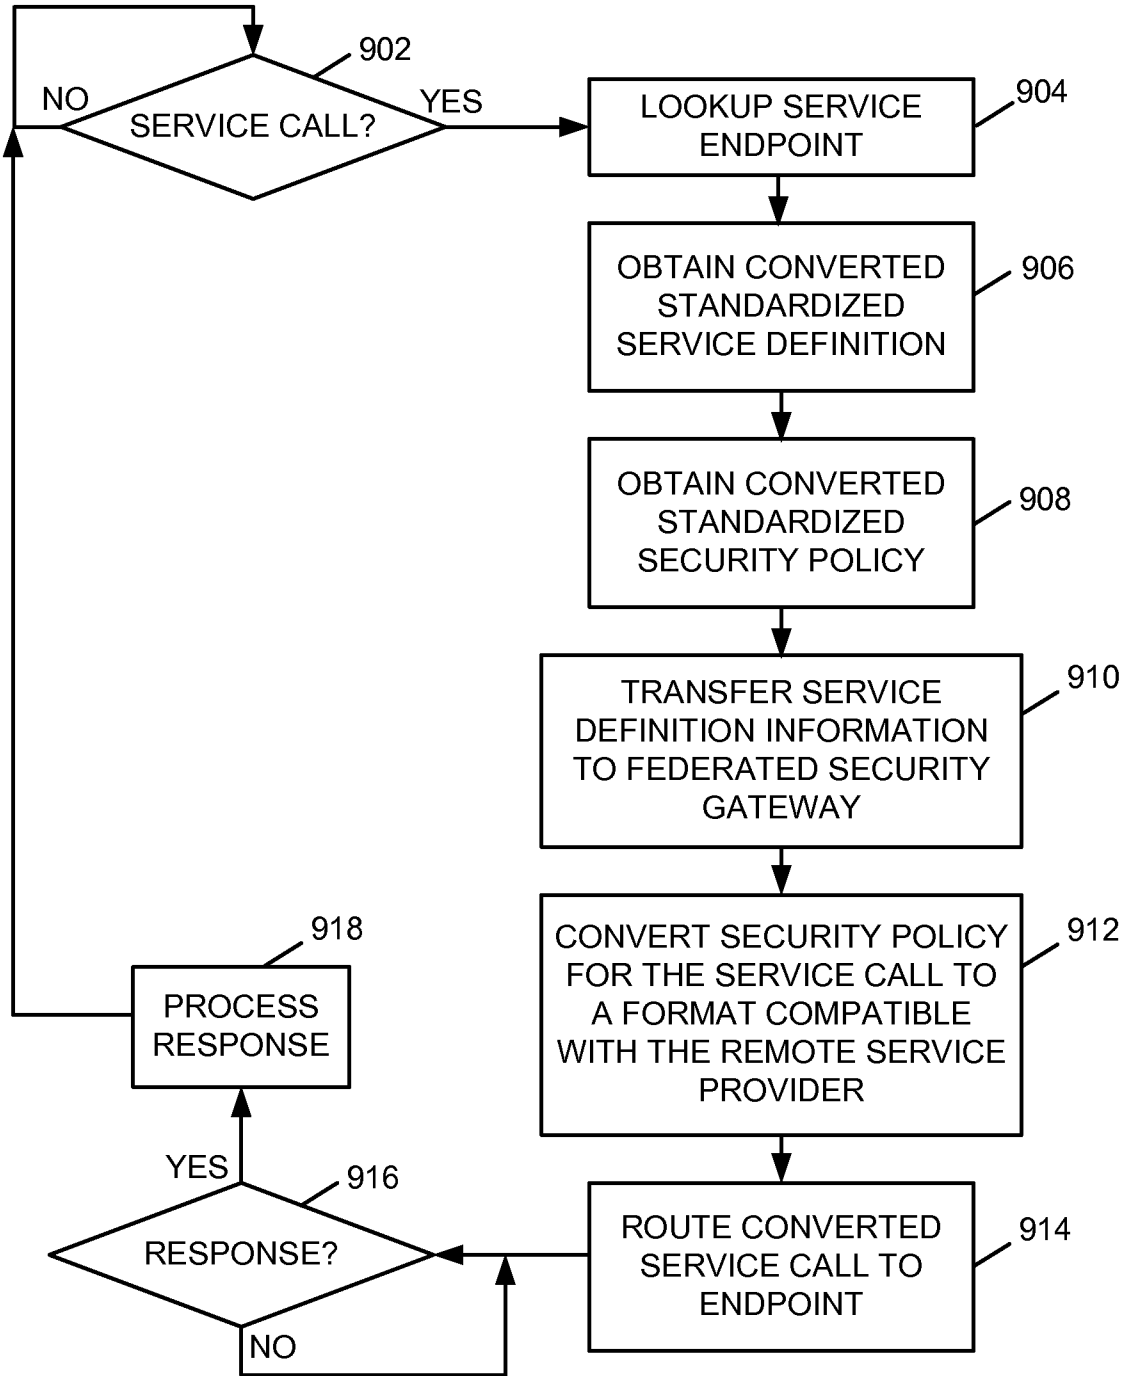 902
NO
YES
SERVICE CALL?
904
LOOKUP SERVICE
ENDPOINT
906
OBTAIN CONVERTED
STANDARDIZED
SERVICE DEFINITION
908
OBTAIN CONVERTED
STANDARDIZED
SECURITY POLICY
910
TRANSFER SERVICE
DEFINITION INFORMATION
TO FEDERATED SECURITY
GATEWAY
912
CONVERT SECURITY POLICY
FOR THE SERVICE CALL TO
A FORMAT COMPATIBLE
WITH THE REMOTE SERVICE
PROVIDER
914
ROUTE CONVERTED
SERVICE CALL TO
ENDPOINT
916
RESPONSE?
NO
YES
918
PROCESS
RESPONSE